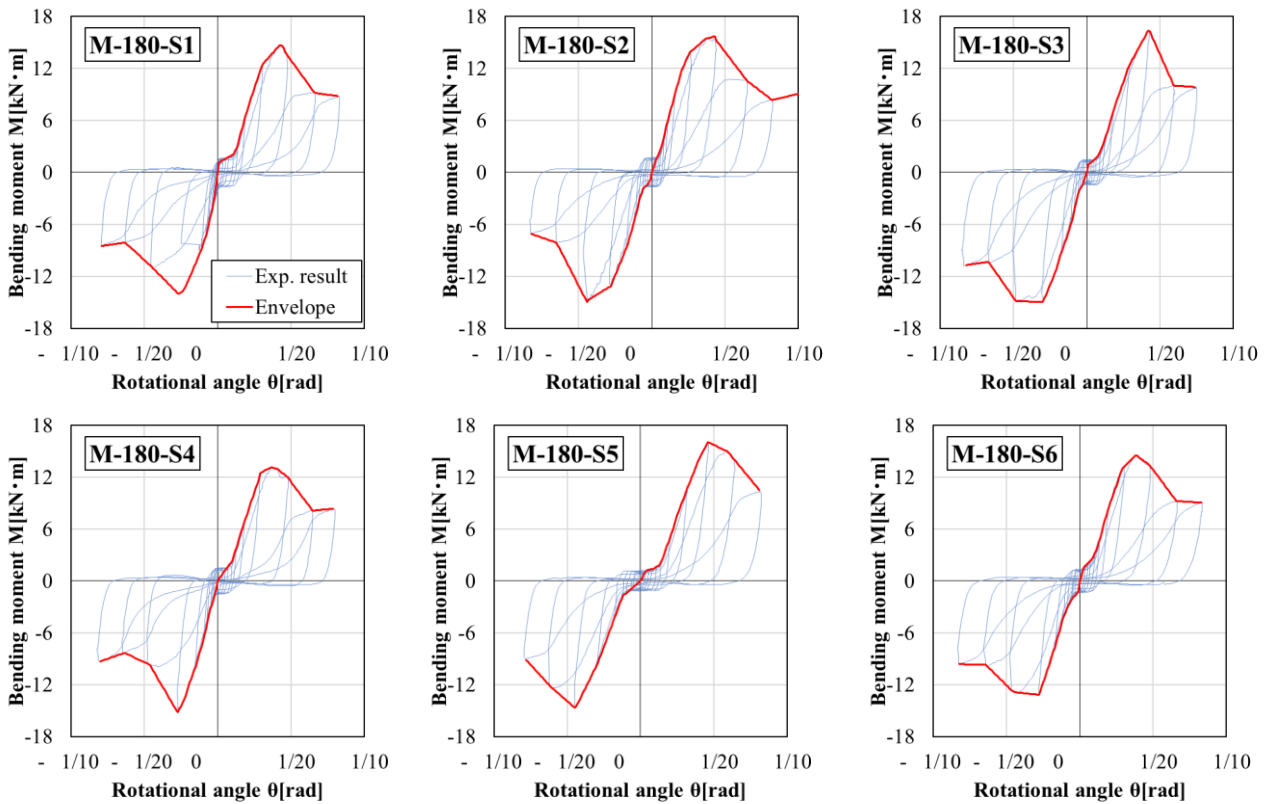 M-180-S1
Bending moment M[kN・m]
18
12
6
0
-6
-12
-18
Exp. result
Envelope
- 1/10 - 1/20 0 1/20 1/10
Rotational angle θ[rad]
M-180-S2
Bending moment M[kN・m]
18
12
6
0
-6
-12
-18
- 1/10 - 1/20 0 1/20 1/10
Rotational angle θ[rad]
M-180-S3
Bending moment M[kN・m]
18
12
6
0
-6
-12
-18
- 1/10 - 1/20 0 1/20 1/10
Rotational angle θ[rad]
M-180-S4
Bending moment M[kN・m]
18
12
6
0
-6
-12
-18
- 1/10 - 1/20 0 1/20 1/10
Rotational angle θ[rad]
M-180-S5
Bending moment M[kN・m]
18
12
6
0
-6
-12
-18
- 1/10 - 1/20 0 1/20 1/10
Rotational angle θ[rad]
M-180-S6
Bending moment M[kN・m]
18
12
6
0
-6
-12
-18
- 1/10 - 1/20 0 1/20 1/10
Rotational angle θ[rad]